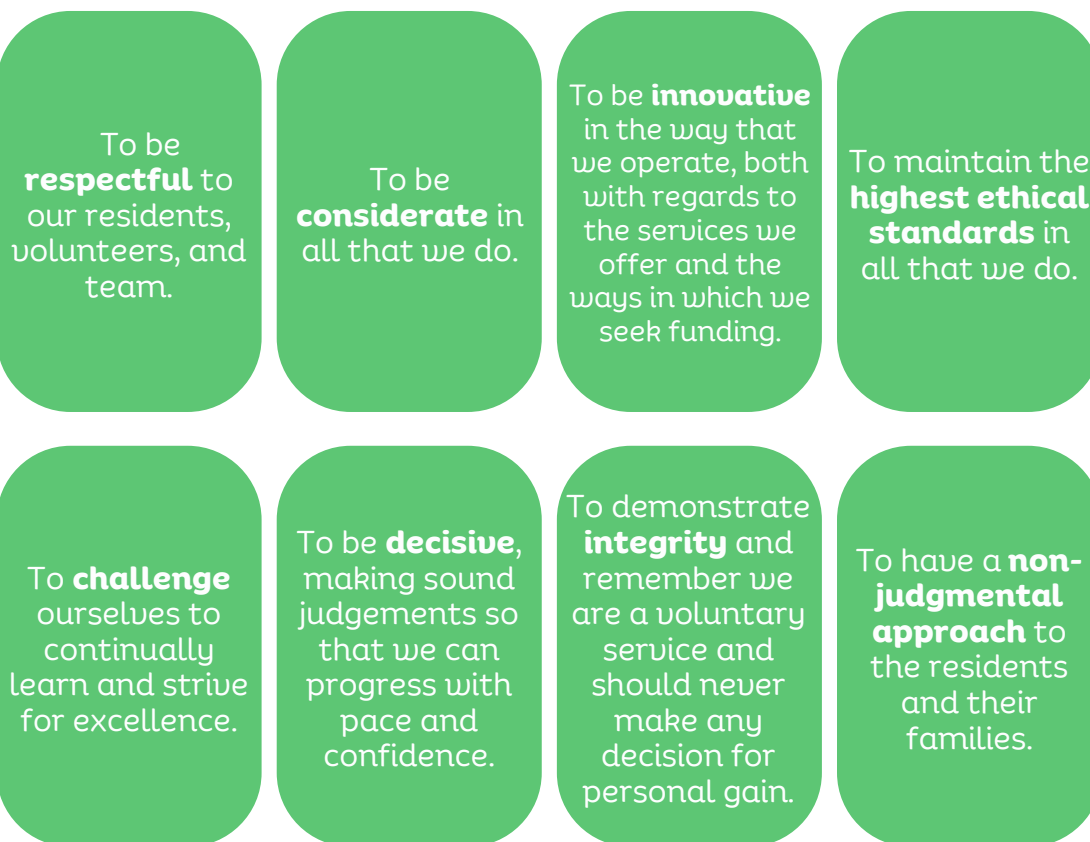 To be
respectful to
our residents,
volunteers, and
team.
To be
considerate in
all that we do.
To be innovative
in the way that
we operate, both
with regards to
the services we
offer and the
ways in which we
seek funding.
To maintain the
highest ethical
standards in
all that we do.
To challenge
ourselves to
continually
learn and strive
for excellence.
To be decisive,
making sound
judgements so
that we can
progress with
pace and
confidence.
To demonstrate
integrity and
remember we
are a voluntary
service and
should never
make any
decision for
personal gain.
To have a non-
judgmental
approach to
the residents
and their
families.